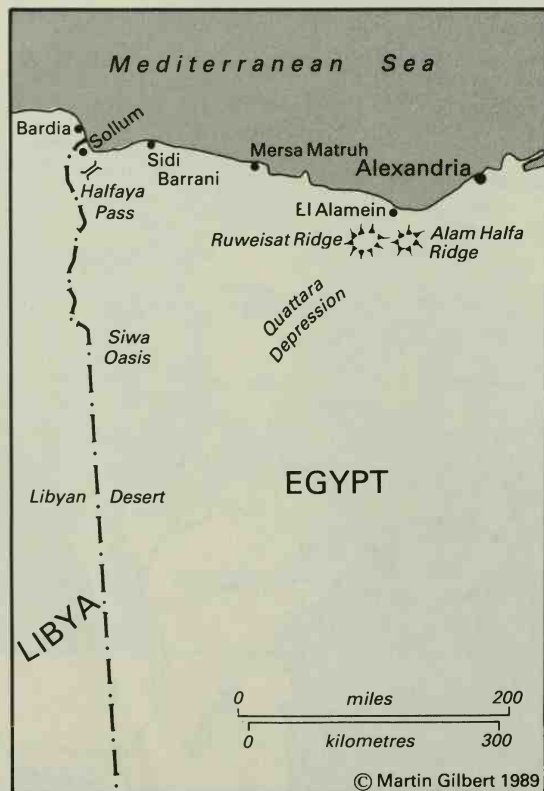 Mediterranean Sea
Bardia
Sollum
Halfaya
Pass
Sidi
Barrani
Mersa Matruh
Alexandria
El Alamein
Ruweisat Ridge
Alam Halfa
Ridge
Quattara
Depression
Siwa
Oasis
EGYPT
Libyan Desert
LIBYA
0 miles 200
0 kilometres 300
© Martin Gilbert 1989